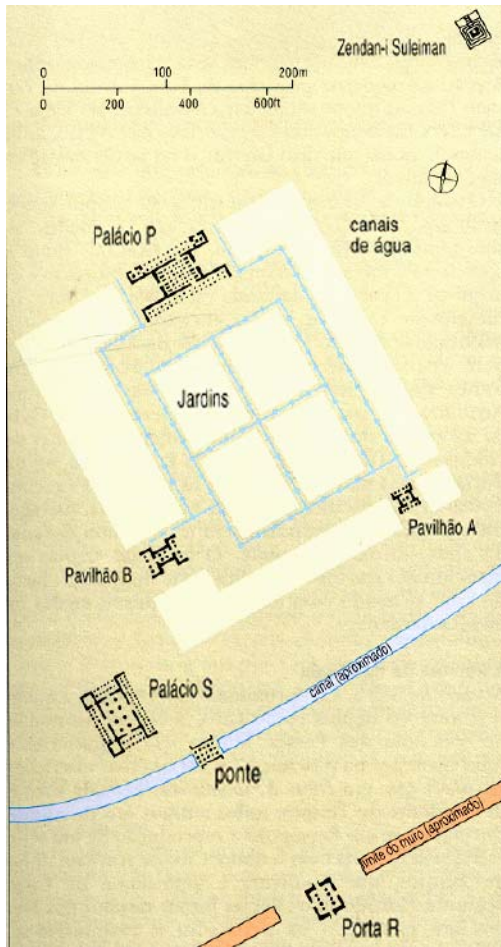 Zendan-i Suleiman
0 100 200m
0 200 400 600ft
Palácio P
canais
de água
Jardins
Pavilhão A
Pavilhão B
Palácio S
canal (aproximado)
ponte
limite do muro (aproximado)
Porta R